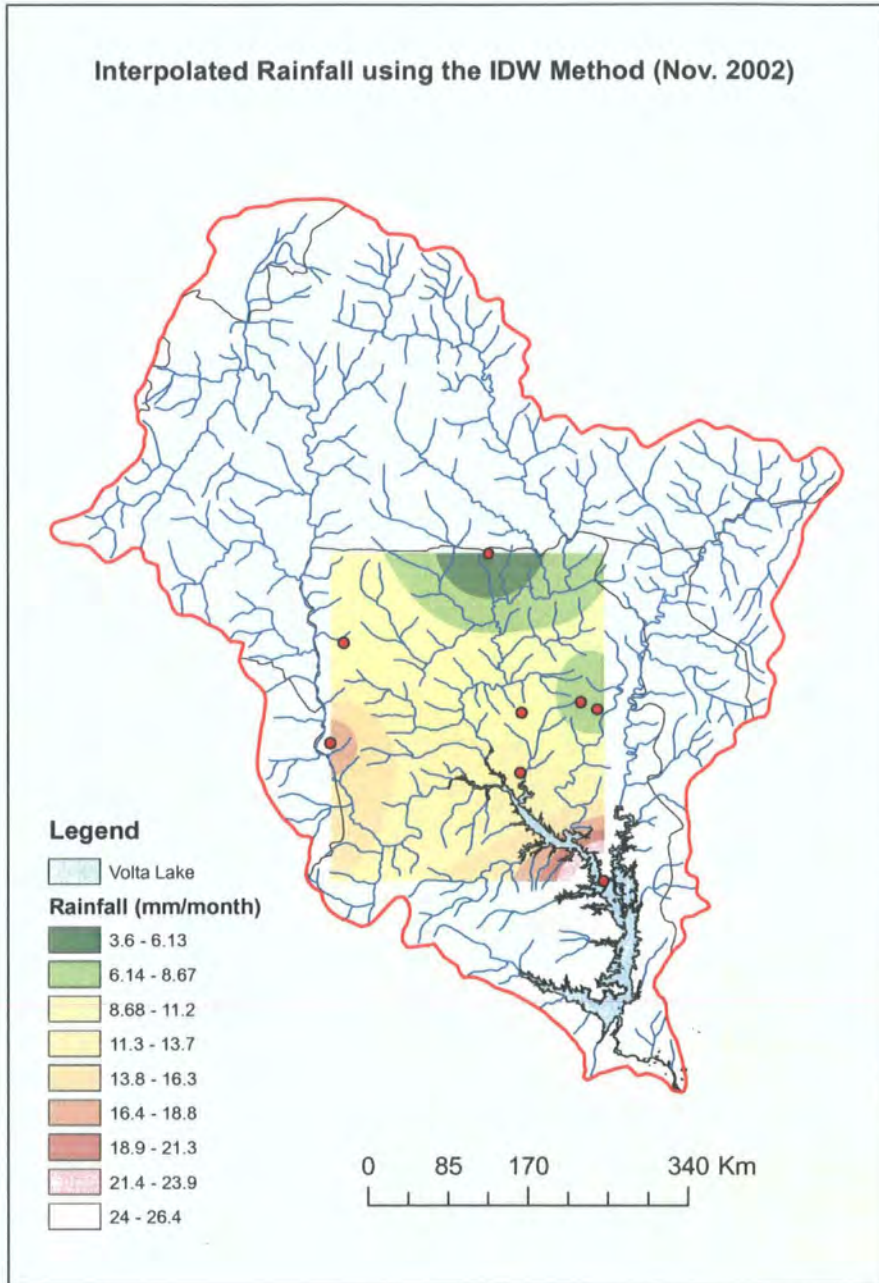 Interpolated Rainfall using the IDW Method (Nov. 2002)
Legend
Volta Lake
Rainfall (mm/month)
3.6 - 6.13
6.14 - 8.67
8.68 - 11.2
11.3 - 13.7
13.8 - 16.3
16.4 - 18.8
18.9 - 21.3
21.4 - 23.9
24 - 26.4
0 85 170 340 Km